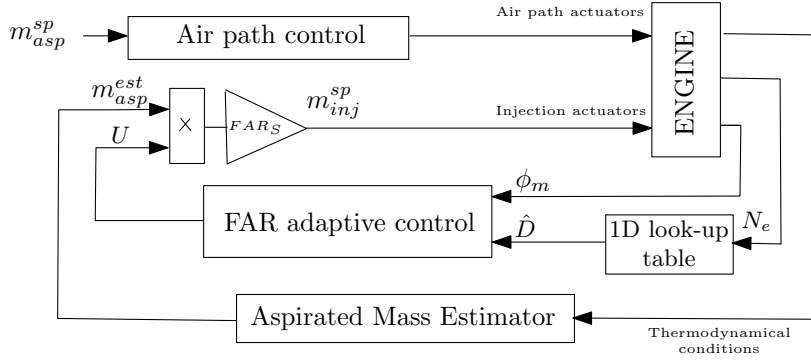 m_{asp}^{sp}
Air path control
Air path actuators
ENGINE
m_{asp}^{est}
×
FAR_S
m_{inj}^{sp}
Injection actuators
U
FAR adaptive control
ϕ_m
D̂
1D look-up
table
N_e
Aspirated Mass Estimator
Thermodynamical
conditions